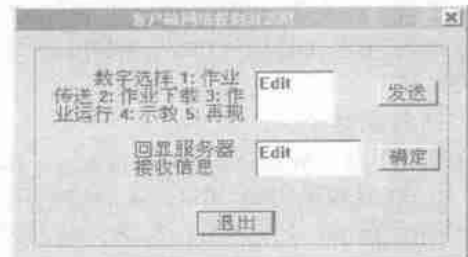 数字选择 1: 作业
传送 2: 作业下载 3: 作
业运行 4: 示教 5: 再现
Edit
发送
回显服务器
接收信息
Edit
确定
退出